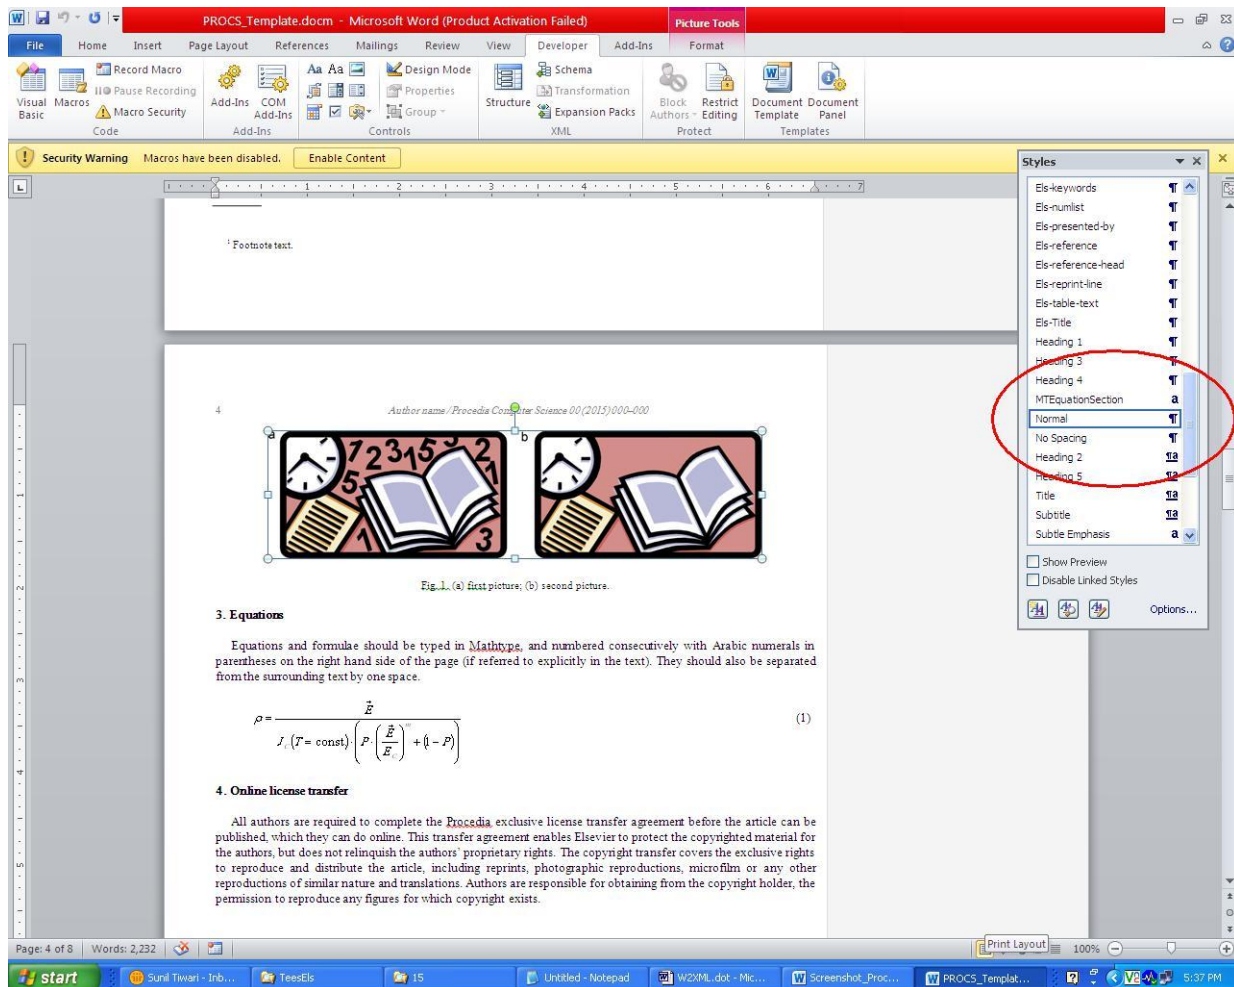 PROCS_Template.docm - Microsoft Word (Product Activation Failed)
Picture Tools
File Home Insert Page Layout References Mailings Review View Developer Add-Ins Format
Visual Basic
Macros
Record Macro
Pause Recording
Macro Security
Code
Add-Ins
COM Add-Ins
Add-Ins
Aa Aa
Design Mode
Properties
Group
Controls
Structure
Schema
Transformation
Expansion Packs
XML
Block Authors
Restrict Editing
Protect
Document Template
Document Panel
Templates
Security Warning Macros have been disabled. Enable Content
1 2 3 4 5 6 7
1 Footnote text.
4 Author name / Procedia Computer Science 00 (2015) 000–000
a b
Fig. 1. (a) first picture; (b) second picture.
3. Equations
Equations and formulae should be typed in Mathtype, and numbered consecutively with Arabic numerals in
parentheses on the right hand side of the page (if referred to explicitly in the text). They should also be separated
from the surrounding text by one space.
ρ = E⃗ / (J_c (T = const.) · (P · (E⃗ / E_c)^m + (1 − P))) (1)
4. Online license transfer
All authors are required to complete the Procedia exclusive license transfer agreement before the article can be
published, which they can do online. This transfer agreement enables Elsevier to protect the copyrighted material for
the authors, but does not relinquish the authors' proprietary rights. The copyright transfer covers the exclusive rights
to reproduce and distribute the article, including reprints, photographic reproductions, microfilm or any other
reproductions of similar nature and translations. Authors are responsible for obtaining from the copyright holder, the
permission to reproduce any figures for which copyright exists.
Styles
Els-keywords
Els-numlist
Els-presented-by
Els-reference
Els-reference-head
Els-reprint-line
Els-table-text
Els-Title
Heading 1
Heading 3
Heading 4
MTEquationSection
Normal
No Spacing
Heading 2
Heading 5
Title
Subtitle
Subtle Emphasis
Show Preview
Disable Linked Styles
Options...
Page: 4 of 8 Words: 2,232
Print Layout
100%
start Sunil Tiwari - Inb... TeesEls 15 Untitled - Notepad W2XML.dot - Mic... Screenshot_Proc... PROCS_Templat... 5:37 PM